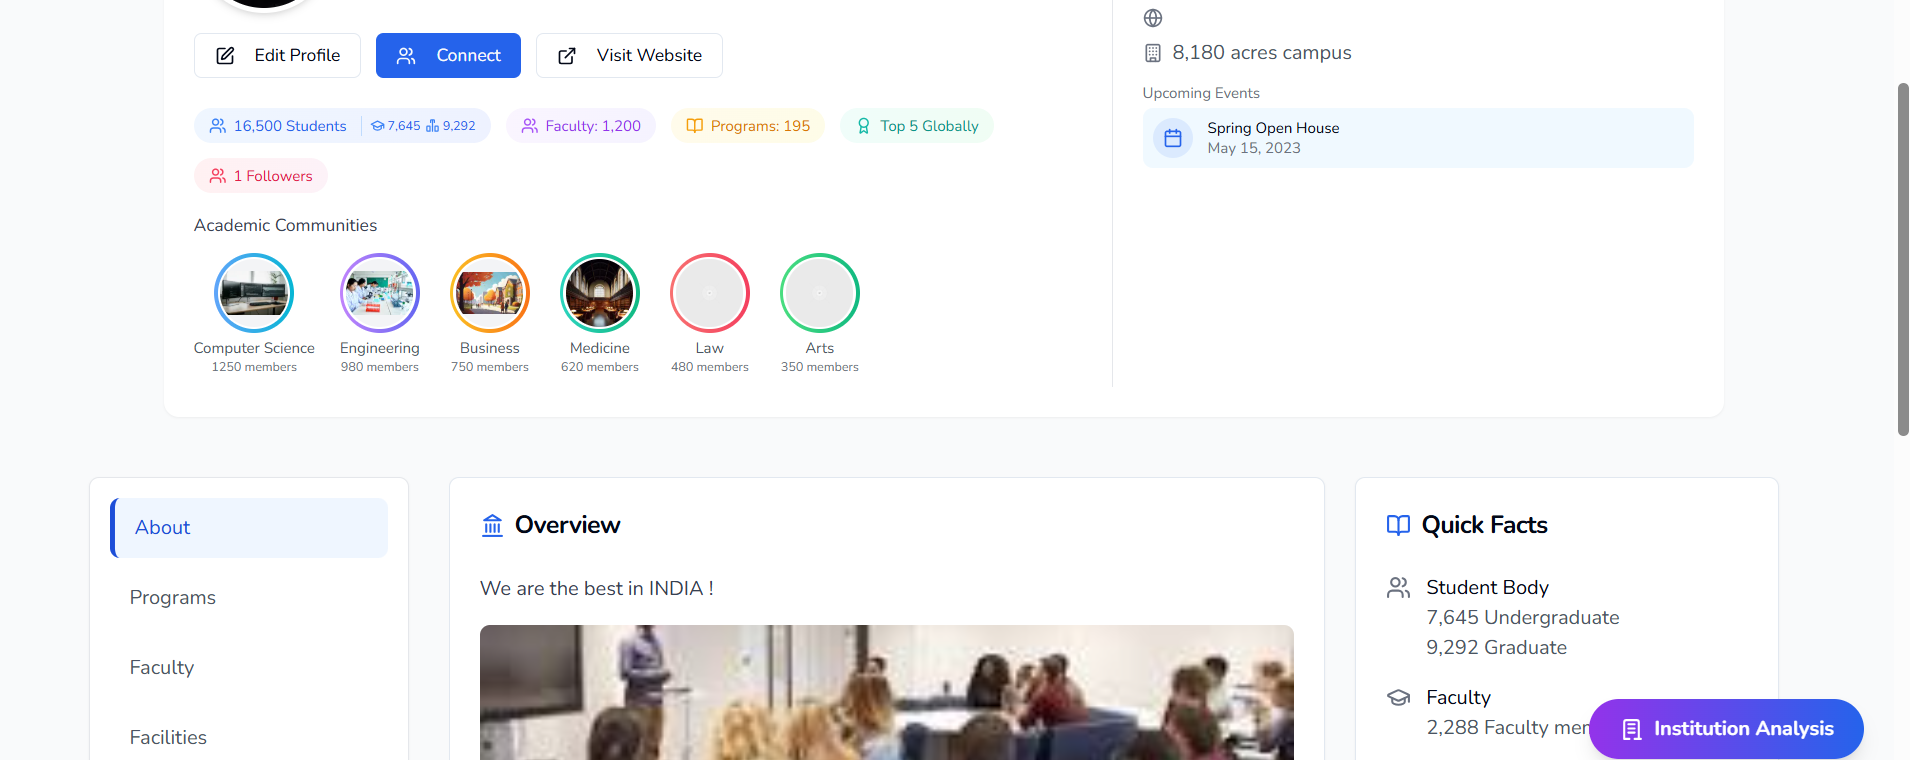 Edit Profile
Connect
Visit Website
16,500 Students
7,645
9,292
Faculty: 1,200
Programs: 195
Top 5 Globally
1 Followers
Academic Communities
Computer Science
1250 members
Engineering
980 members
Business
750 members
Medicine
620 members
Law
480 members
Arts
350 members
8,180 acres campus
Upcoming Events
Spring Open House
May 15, 2023
About
Programs
Faculty
Facilities
Overview
We are the best in INDIA !
Quick Facts
Student Body
7,645 Undergraduate
9,292 Graduate
Faculty
2,288 Faculty
Institution Analysis